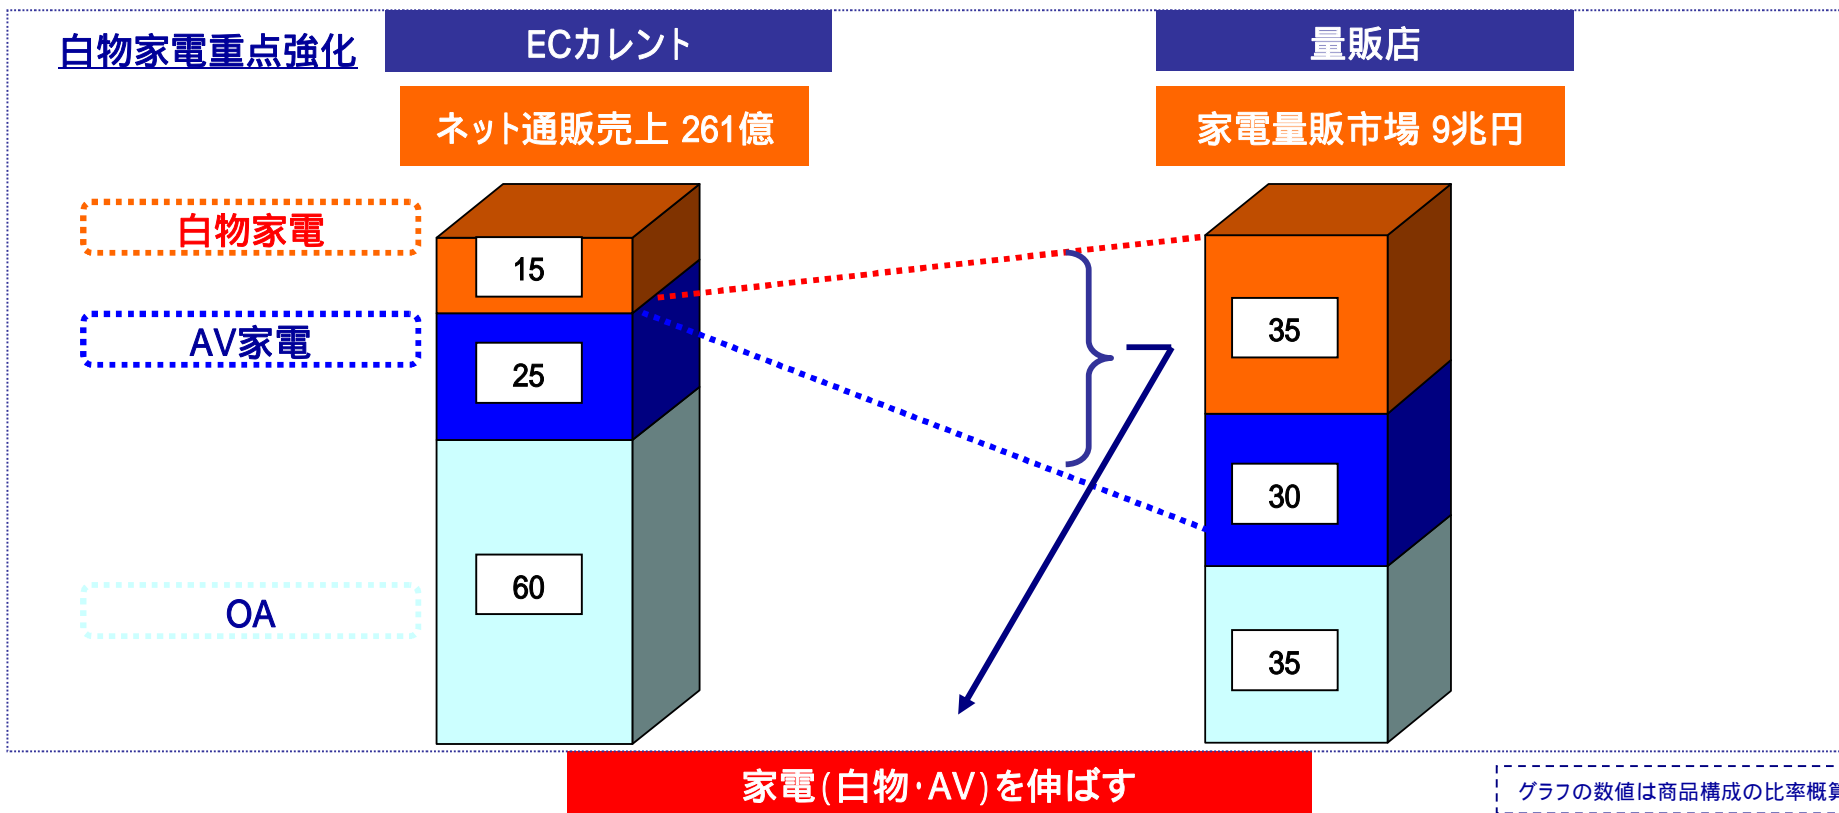 白物家電重点強化
ECカレント
量販店
ネット通販売上 261億
家電量販市場 9兆円
白物家電
AV家電
OA
15
25
60
35
30
35
家電(白物・AV)を伸ばす
グラフの数値は商品構成の比率概算